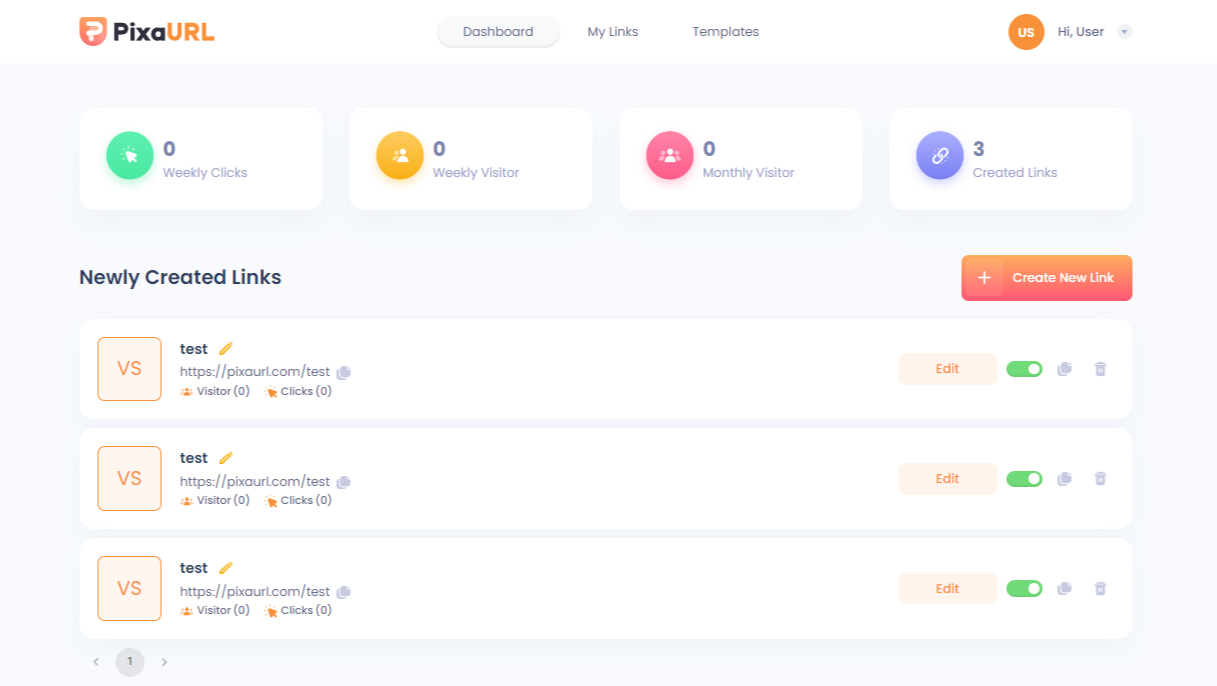 PixaURL
Dashboard
My Links
Templates
US
Hi, User
0
Weekly Clicks
0
Weekly Visitor
0
Monthly Visitor
3
Created Links
Newly Created Links
+ Create New Link
VS
test
https://pixaurl.com/test
Visitor (0) Clicks (0)
Edit
VS
test
https://pixaurl.com/test
Visitor (0) Clicks (0)
Edit
VS
test
https://pixaurl.com/test
Visitor (0) Clicks (0)
Edit
< 1 >